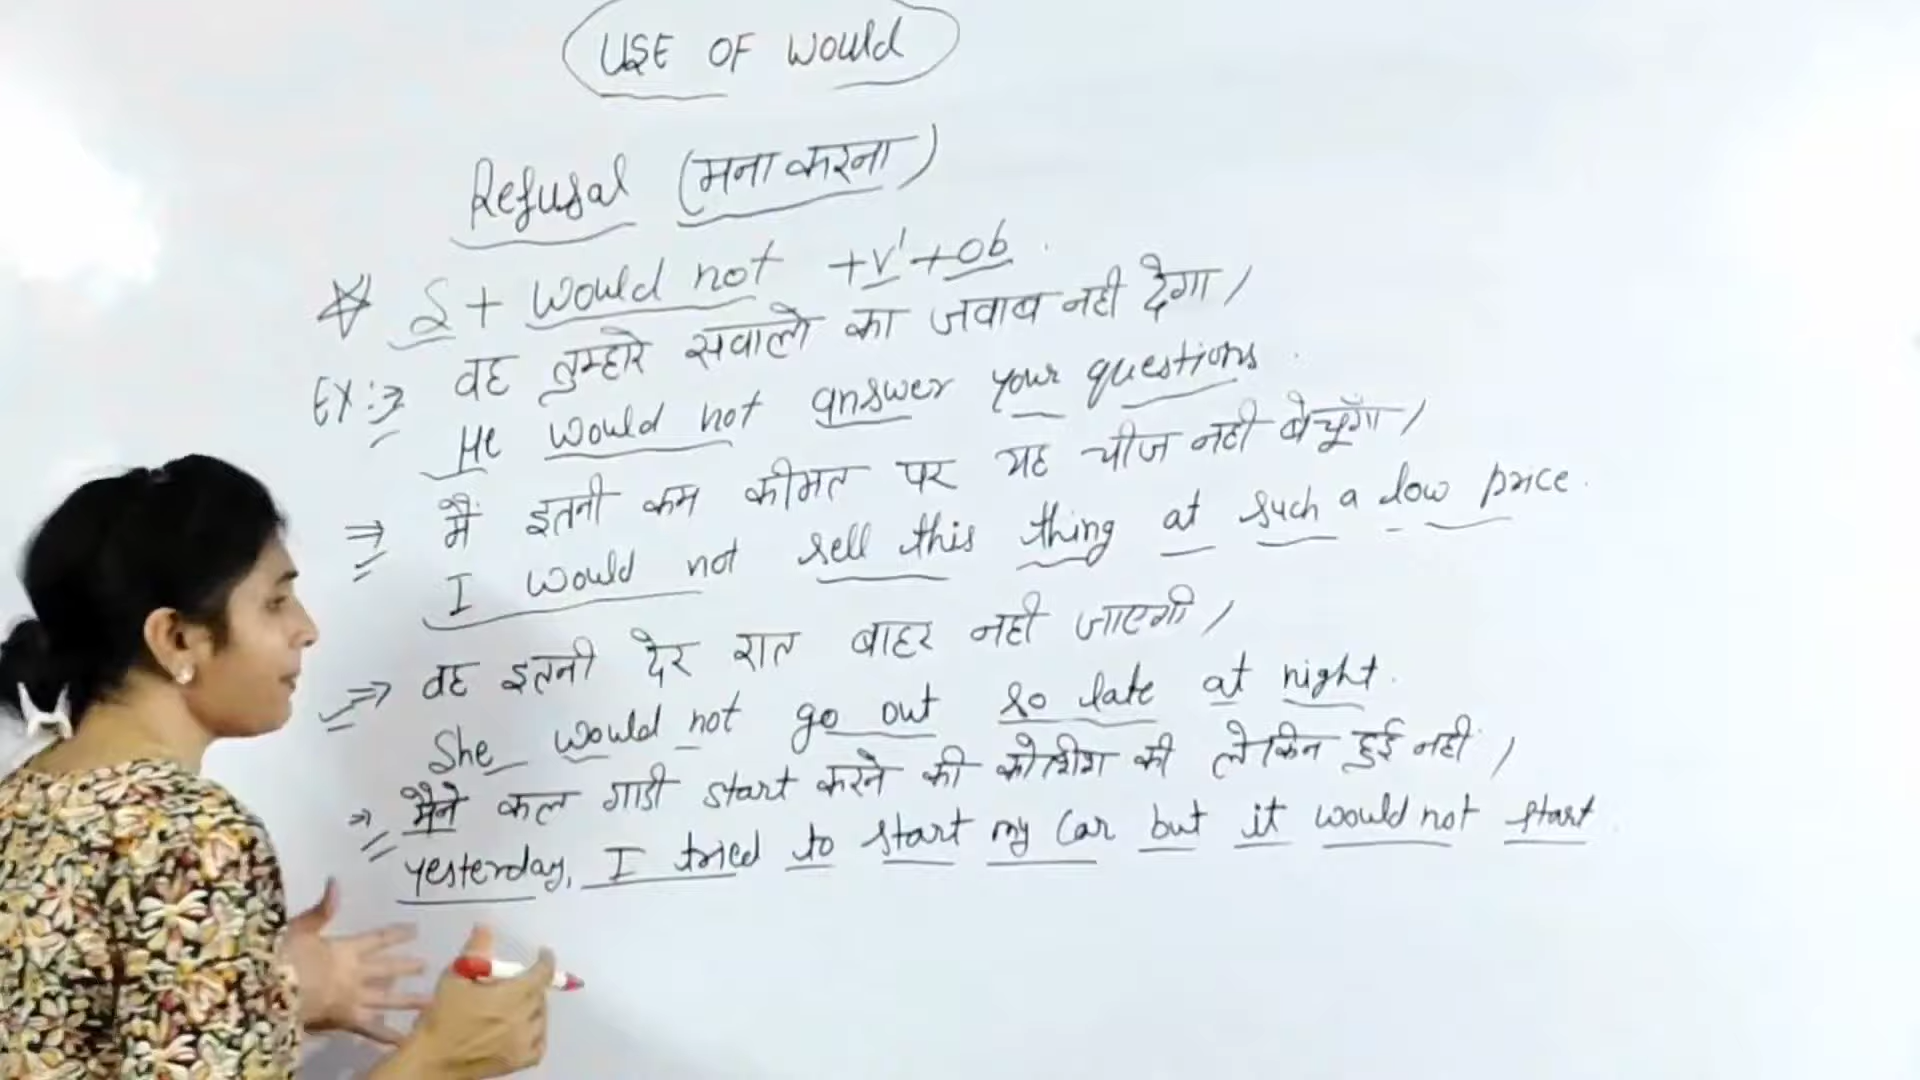 USE OF Would
Refusal (मना करना)
S + Would not + V¹ + Ob.
Ex :⇒ वह तुम्हारे सवालो का जवाब नही देगा।
He would not answer your questions.
⇒ मैं इतनी कम कीमत पर यह चीज नही बेचूँगा।
I would not sell this thing at such a low price.
⇒ वह इतनी देर रात बाहर नही जाएगी।
She would not go out so late at night.
⇒ मैने कल गाडी start करने की कोशीश की लेकिन हुई नही।
yesterday, I tried to start my car but it would not start.